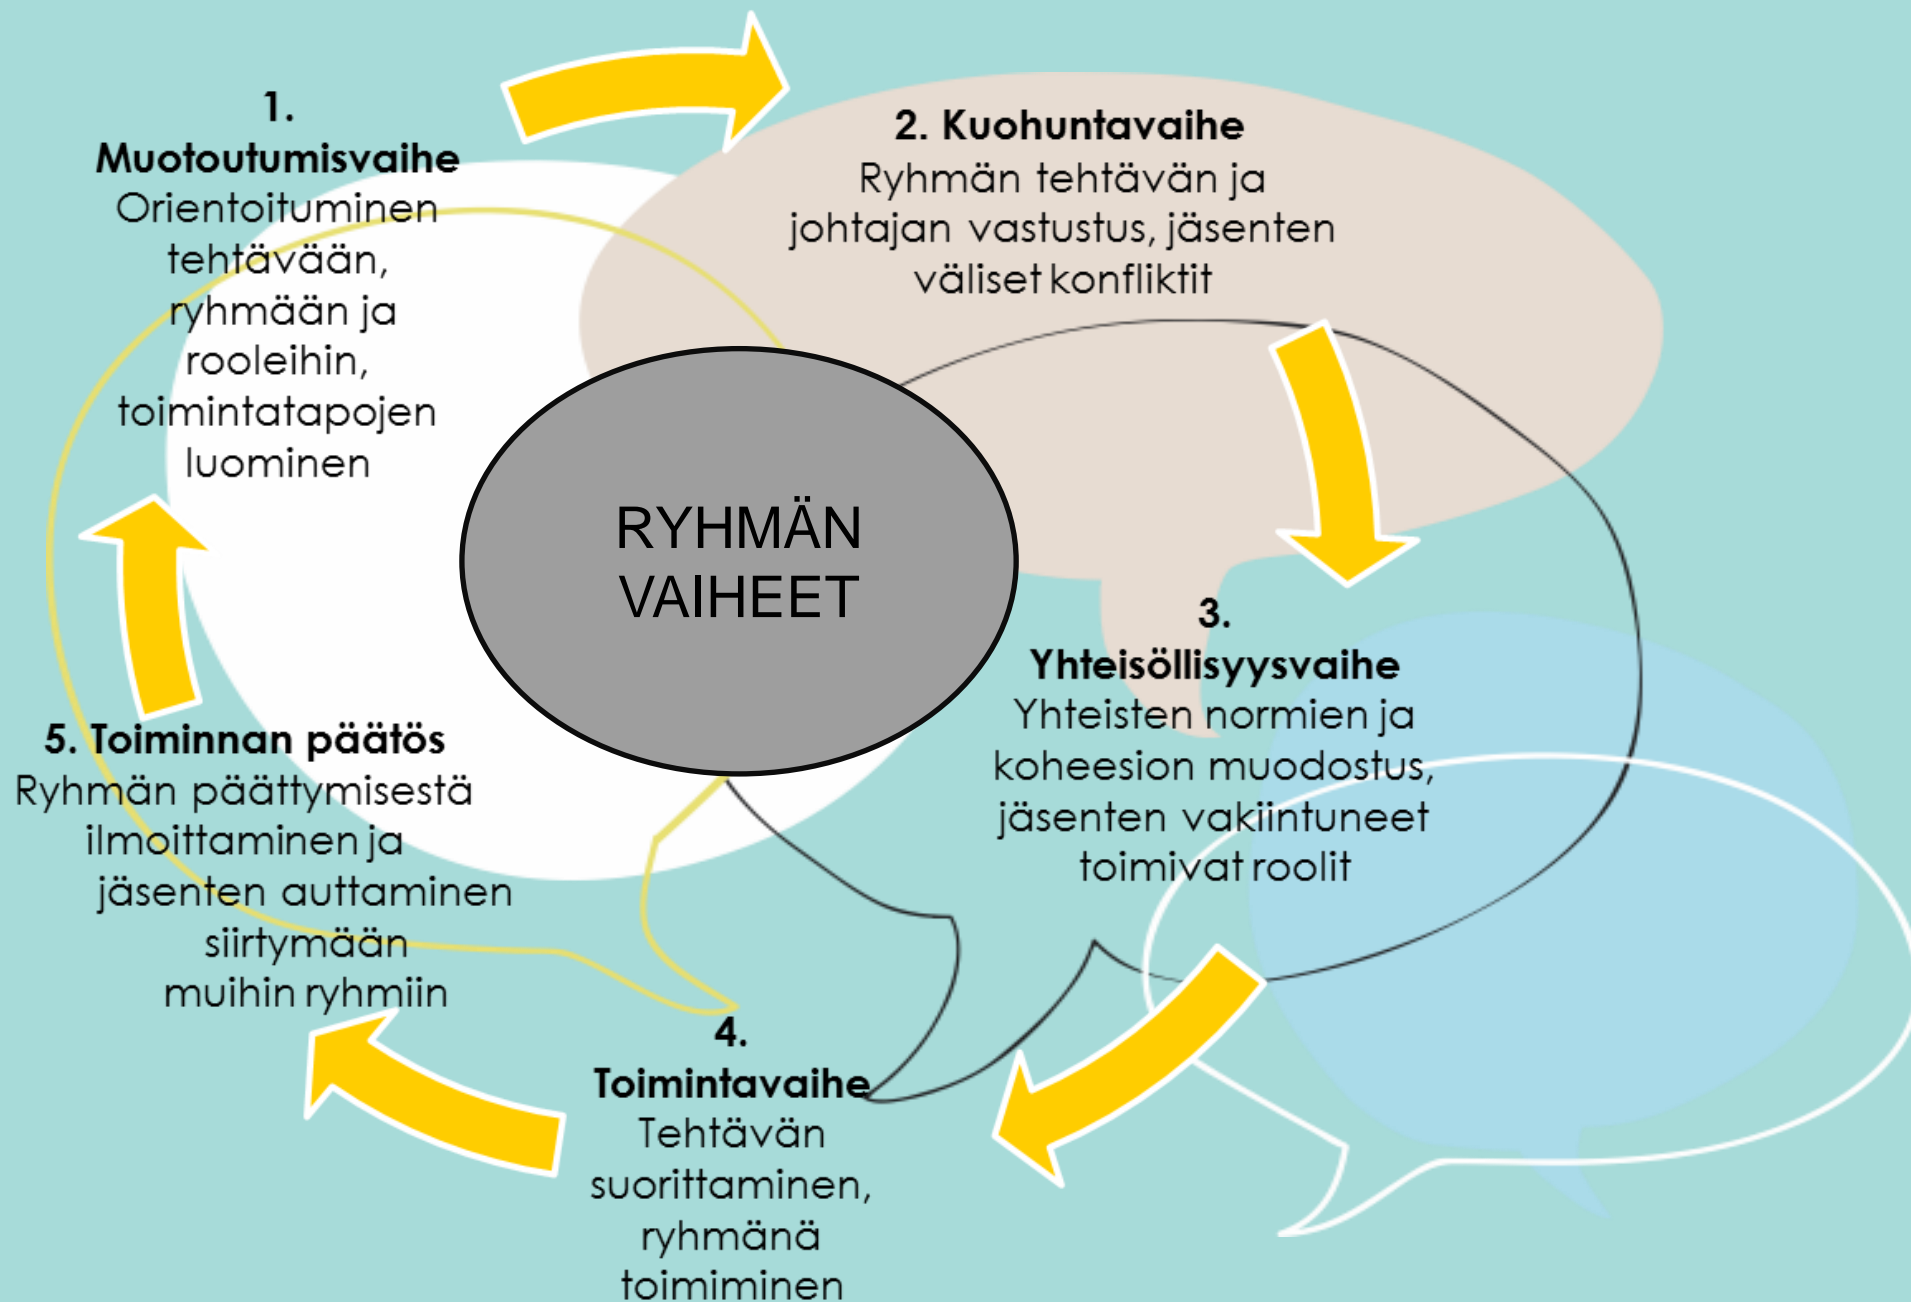 1.
Muotoutumisvaihe
Orientoituminen
tehtävään,
ryhmään ja
rooleihin,
toimintatapojen
luominen
2. Kuohuntavaihe
Ryhmän tehtävän ja
johtajan vastustus, jäsenten
väliset konfliktit
RYHMÄN
VAIHEET
3.
Yhteisöllisyysvaihe
Yhteisten normien ja
koheesion muodostus,
jäsenten vakiintuneet
toimivat roolit
4.
Toimintavaihe
Tehtävän
suorittaminen,
ryhmänä
toimiminen
5. Toiminnan päätös
Ryhmän päättymisestä
ilmoittaminen ja
jäsenten auttaminen
siirtymään
muihin ryhmiin